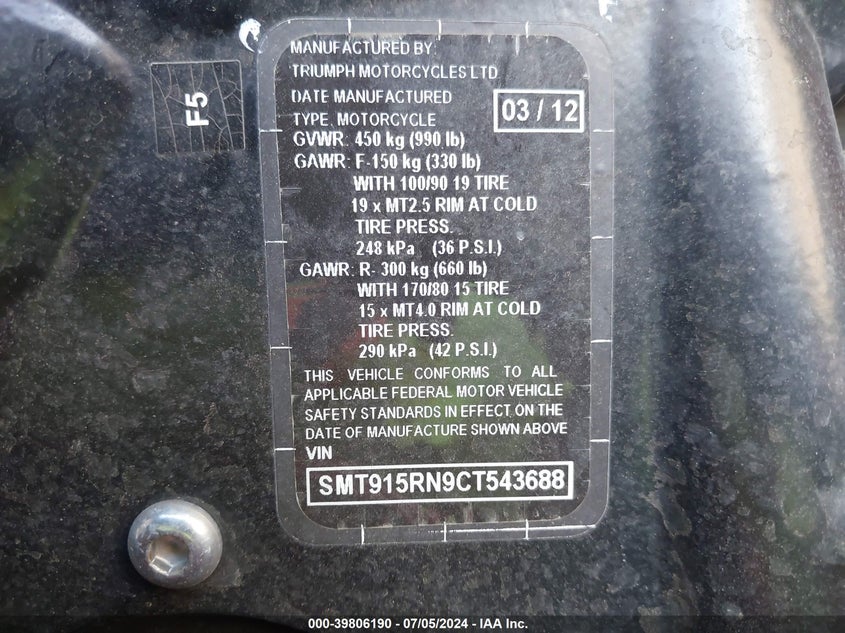 F5
MANUFACTURED BY:
TRIUMPH MOTORCYCLES LTD
DATE MANUFACTURED 03 / 12
TYPE, MOTORCYCLE
GVWR: 450 kg (990 lb)
GAWR: F-150 kg (330 lb)
WITH 100/90 19 TIRE
19 x MT2.5 RIM AT COLD
TIRE PRESS.
248 kPa (36 P.S.I.)
GAWR: R- 300 kg (660 lb)
WITH 170/80 15 TIRE
15 x MT4.0 RIM AT COLD
TIRE PRESS.
290 kPa (42 P.S.I.)
THIS VEHICLE CONFORMS TO ALL
APPLICABLE FEDERAL MOTOR VEHICLE
SAFETY STANDARDS IN EFFECT ON THE
DATE OF MANUFACTURE SHOWN ABOVE
VIN
SMT915RN9CT543688
000-39806190 - 07/05/2024 - IAA Inc.